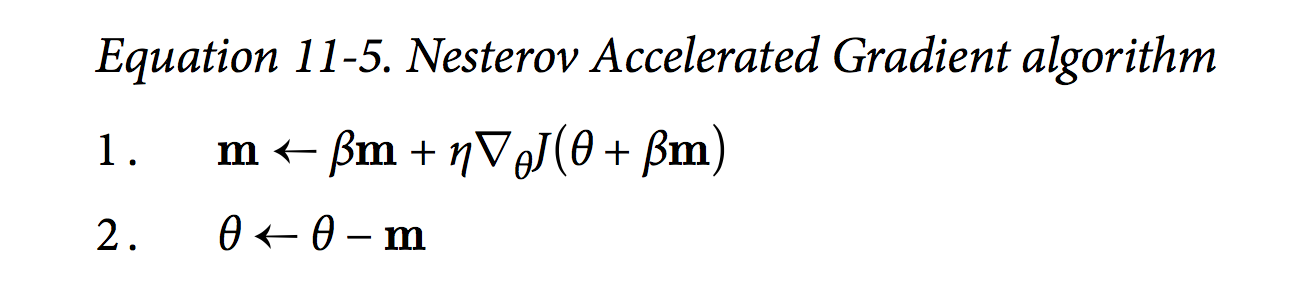 Equation 11-5. Nesterov Accelerated Gradient algorithm
1. m ← βm + η∇θJ(θ + βm)
2. θ ← θ – m